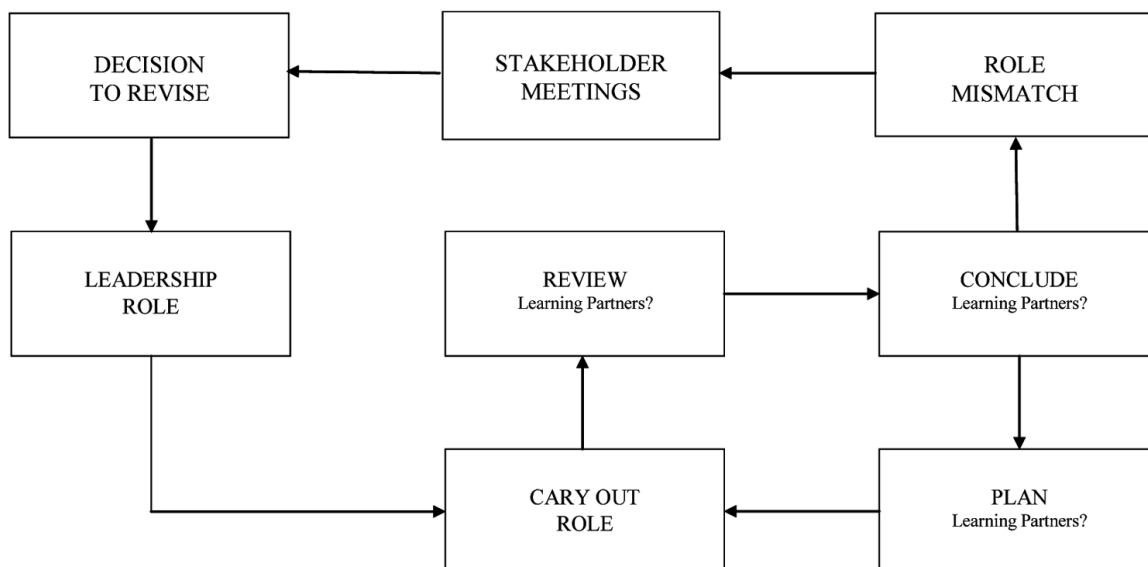 DECISION
TO REVISE
STAKEHOLDER
MEETINGS
ROLE
MISMATCH
LEADERSHIP
ROLE
REVIEW
Learning Partners?
CONCLUDE
Learning Partners?
CARY OUT
ROLE
PLAN
Learning Partners?